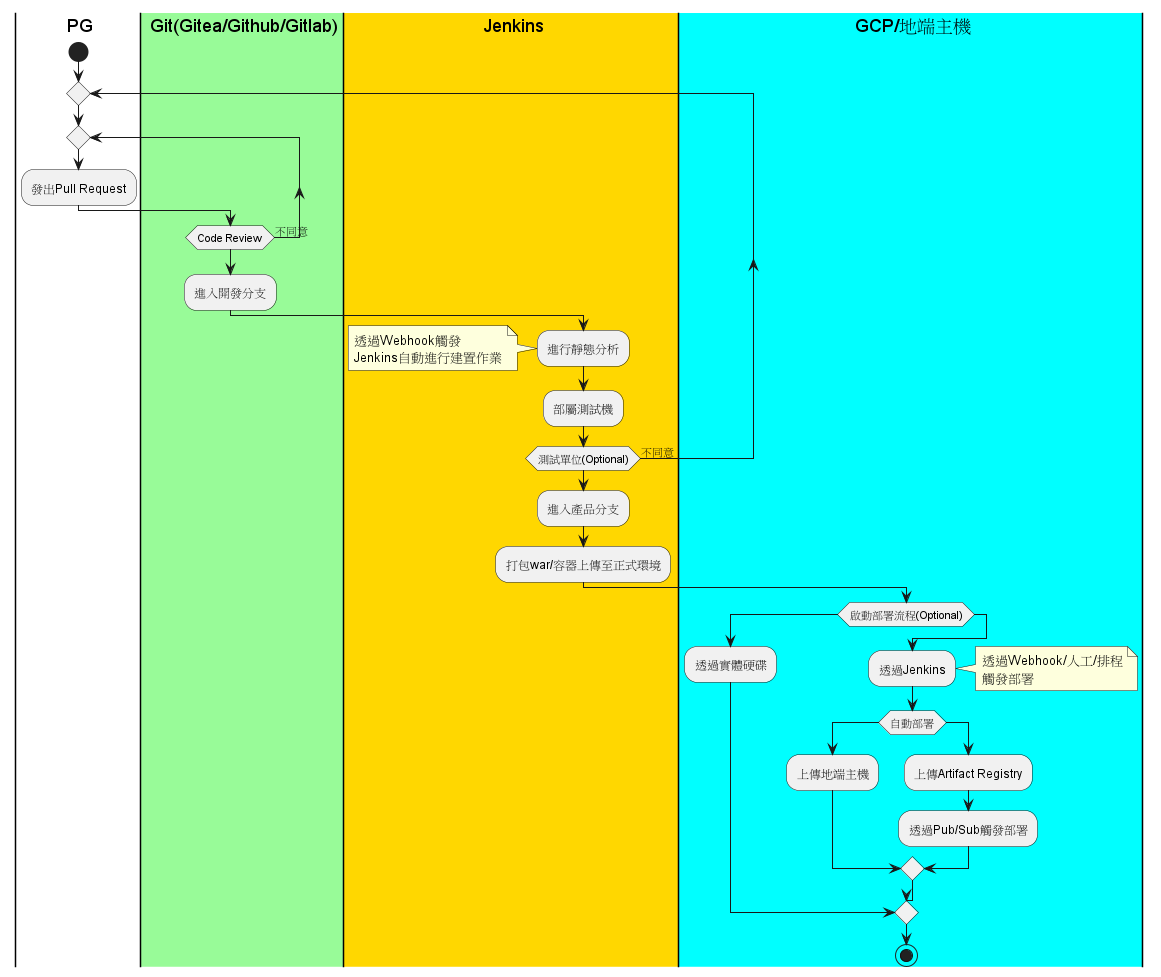 PG
Git(Gitea/Github/Gitlab)
Jenkins
GCP/地端主機
發出Pull Request
Code Review
不同意
進入開發分支
透過Webhook觸發
Jenkins自動進行建置作業
進行靜態分析
部屬測試機
測試單位(Optional)
不同意
進入產品分支
打包war/容器上傳至正式環境
啟動部署流程(Optional)
透過實體硬碟
透過Jenkins
透過Webhook/人工/排程
觸發部署
自動部署
上傳地端主機
上傳Artifact Registry
透過Pub/Sub觸發部署